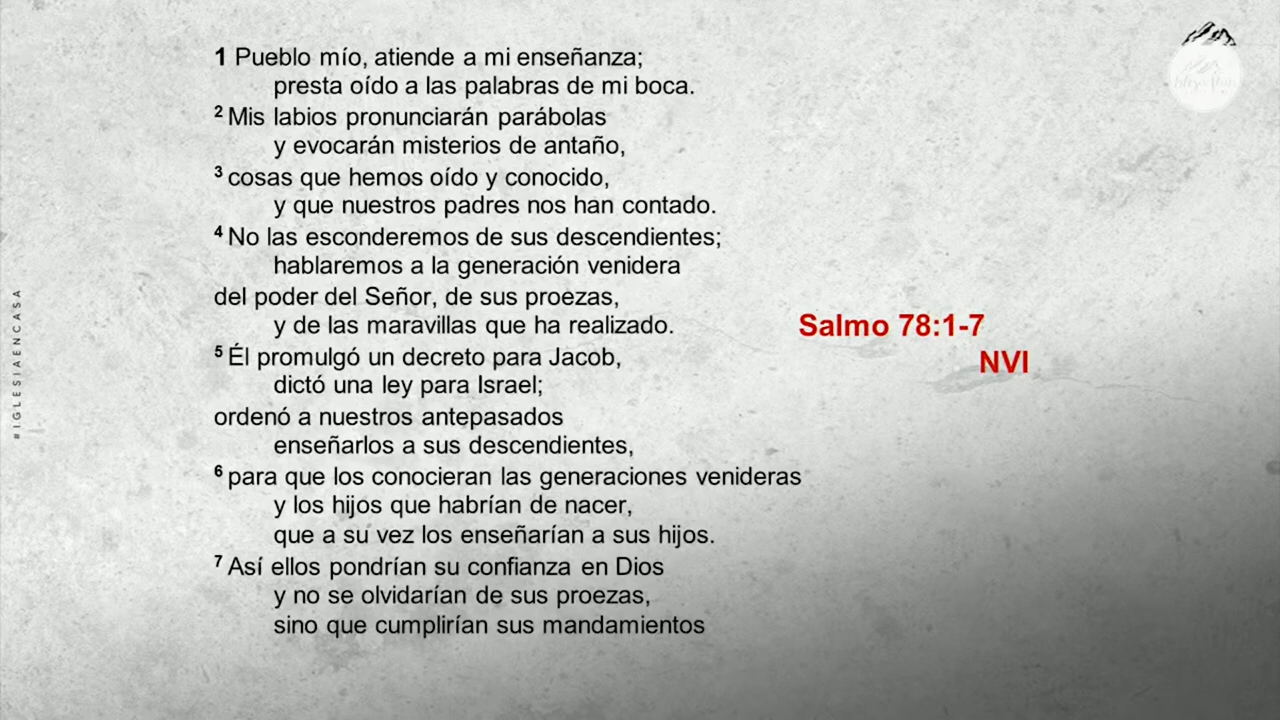 1 Pueblo mío, atiende a mi enseñanza;
presta oído a las palabras de mi boca.
2 Mis labios pronunciarán parábolas
y evocarán misterios de antaño,
3 cosas que hemos oído y conocido,
y que nuestros padres nos han contado.
4 No las esconderemos de sus descendientes;
hablaremos a la generación venidera
del poder del Señor, de sus proezas,
y de las maravillas que ha realizado.
5 Él promulgó un decreto para Jacob,
dictó una ley para Israel;
ordenó a nuestros antepasados
enseñarlos a sus descendientes,
6 para que los conocieran las generaciones venideras
y los hijos que habrían de nacer,
que a su vez los enseñarían a sus hijos.
7 Así ellos pondrían su confianza en Dios
y no se olvidarían de sus proezas,
sino que cumplirían sus mandamientos
Salmo 78:1-7
NVI
#IGLESIAENCASA